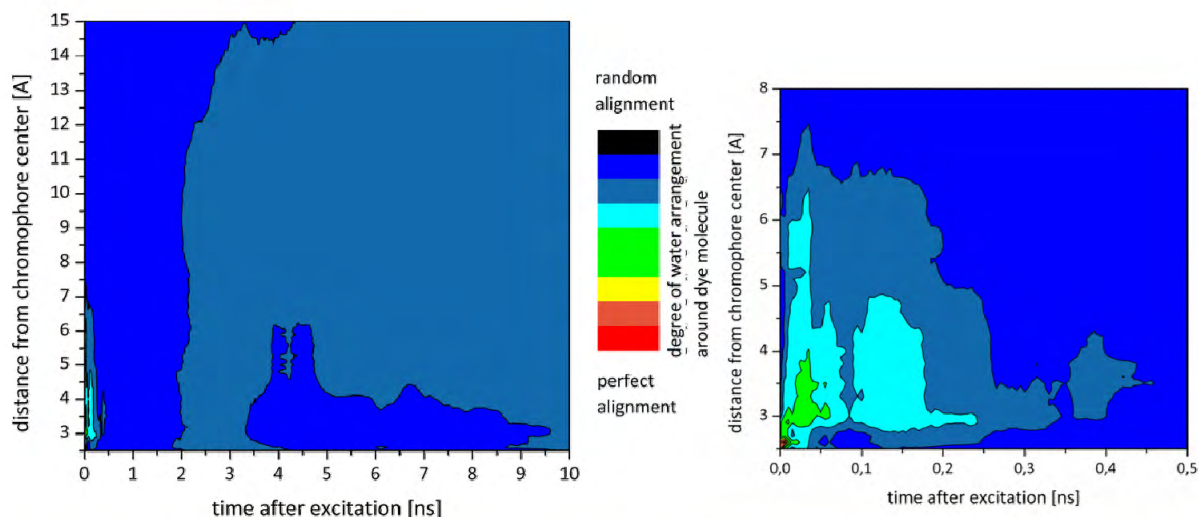 15
14
13
12
11
10
9
8
7
6
5
4
3
distance from chromophore center [A]
0 1 2 3 4 5 6 7 8 9 10
time after excitation [ns]
random
alignment
degree of water arrangement
around dye molecule
perfect
alignment
8
7
6
5
4
3
distance from chromophore center [A]
0,0 0,1 0,2 0,3 0,4 0,5
time after excitation [ns]